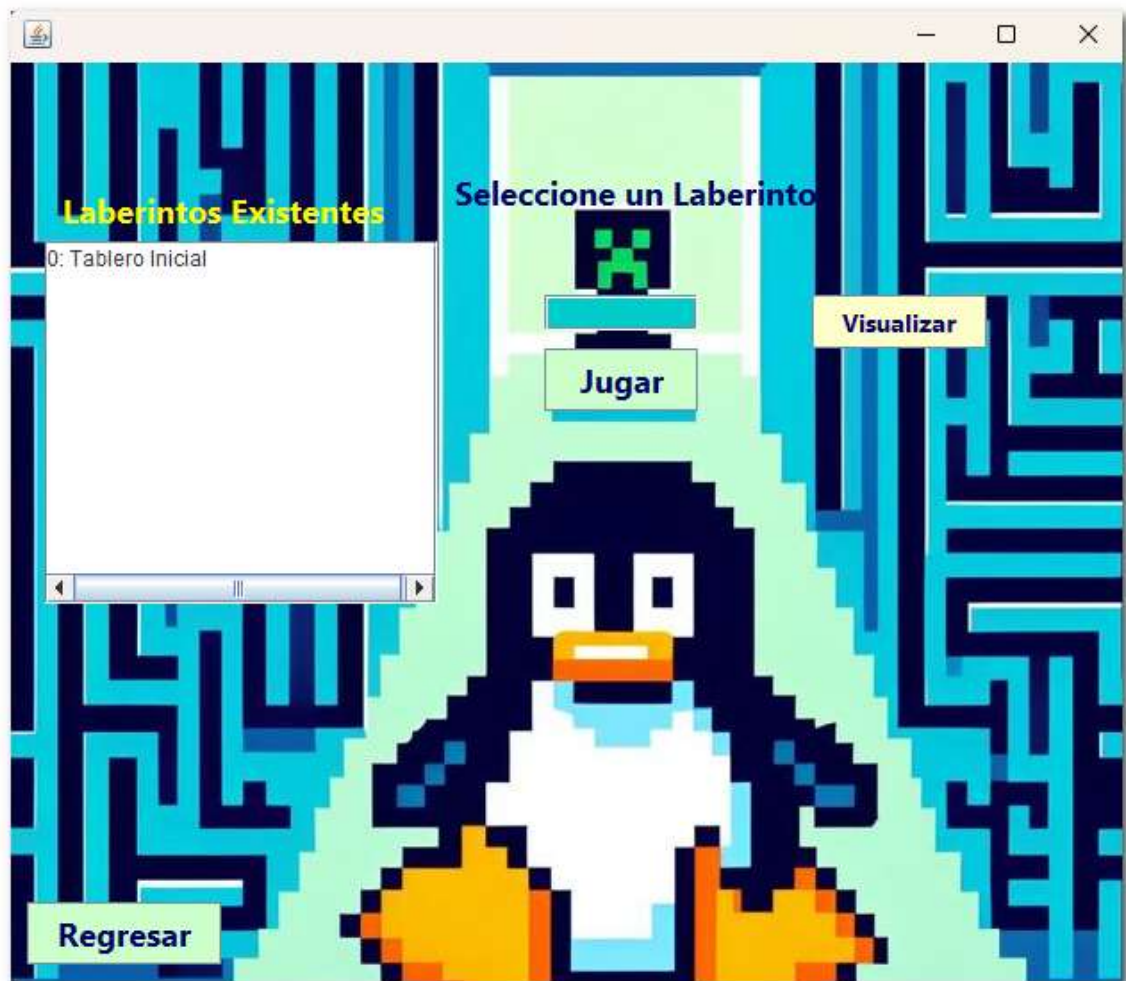 Laberintos Existentes
0: Tablero Inicial
Seleccione un Laberinto
Visualizar
Jugar
Regresar